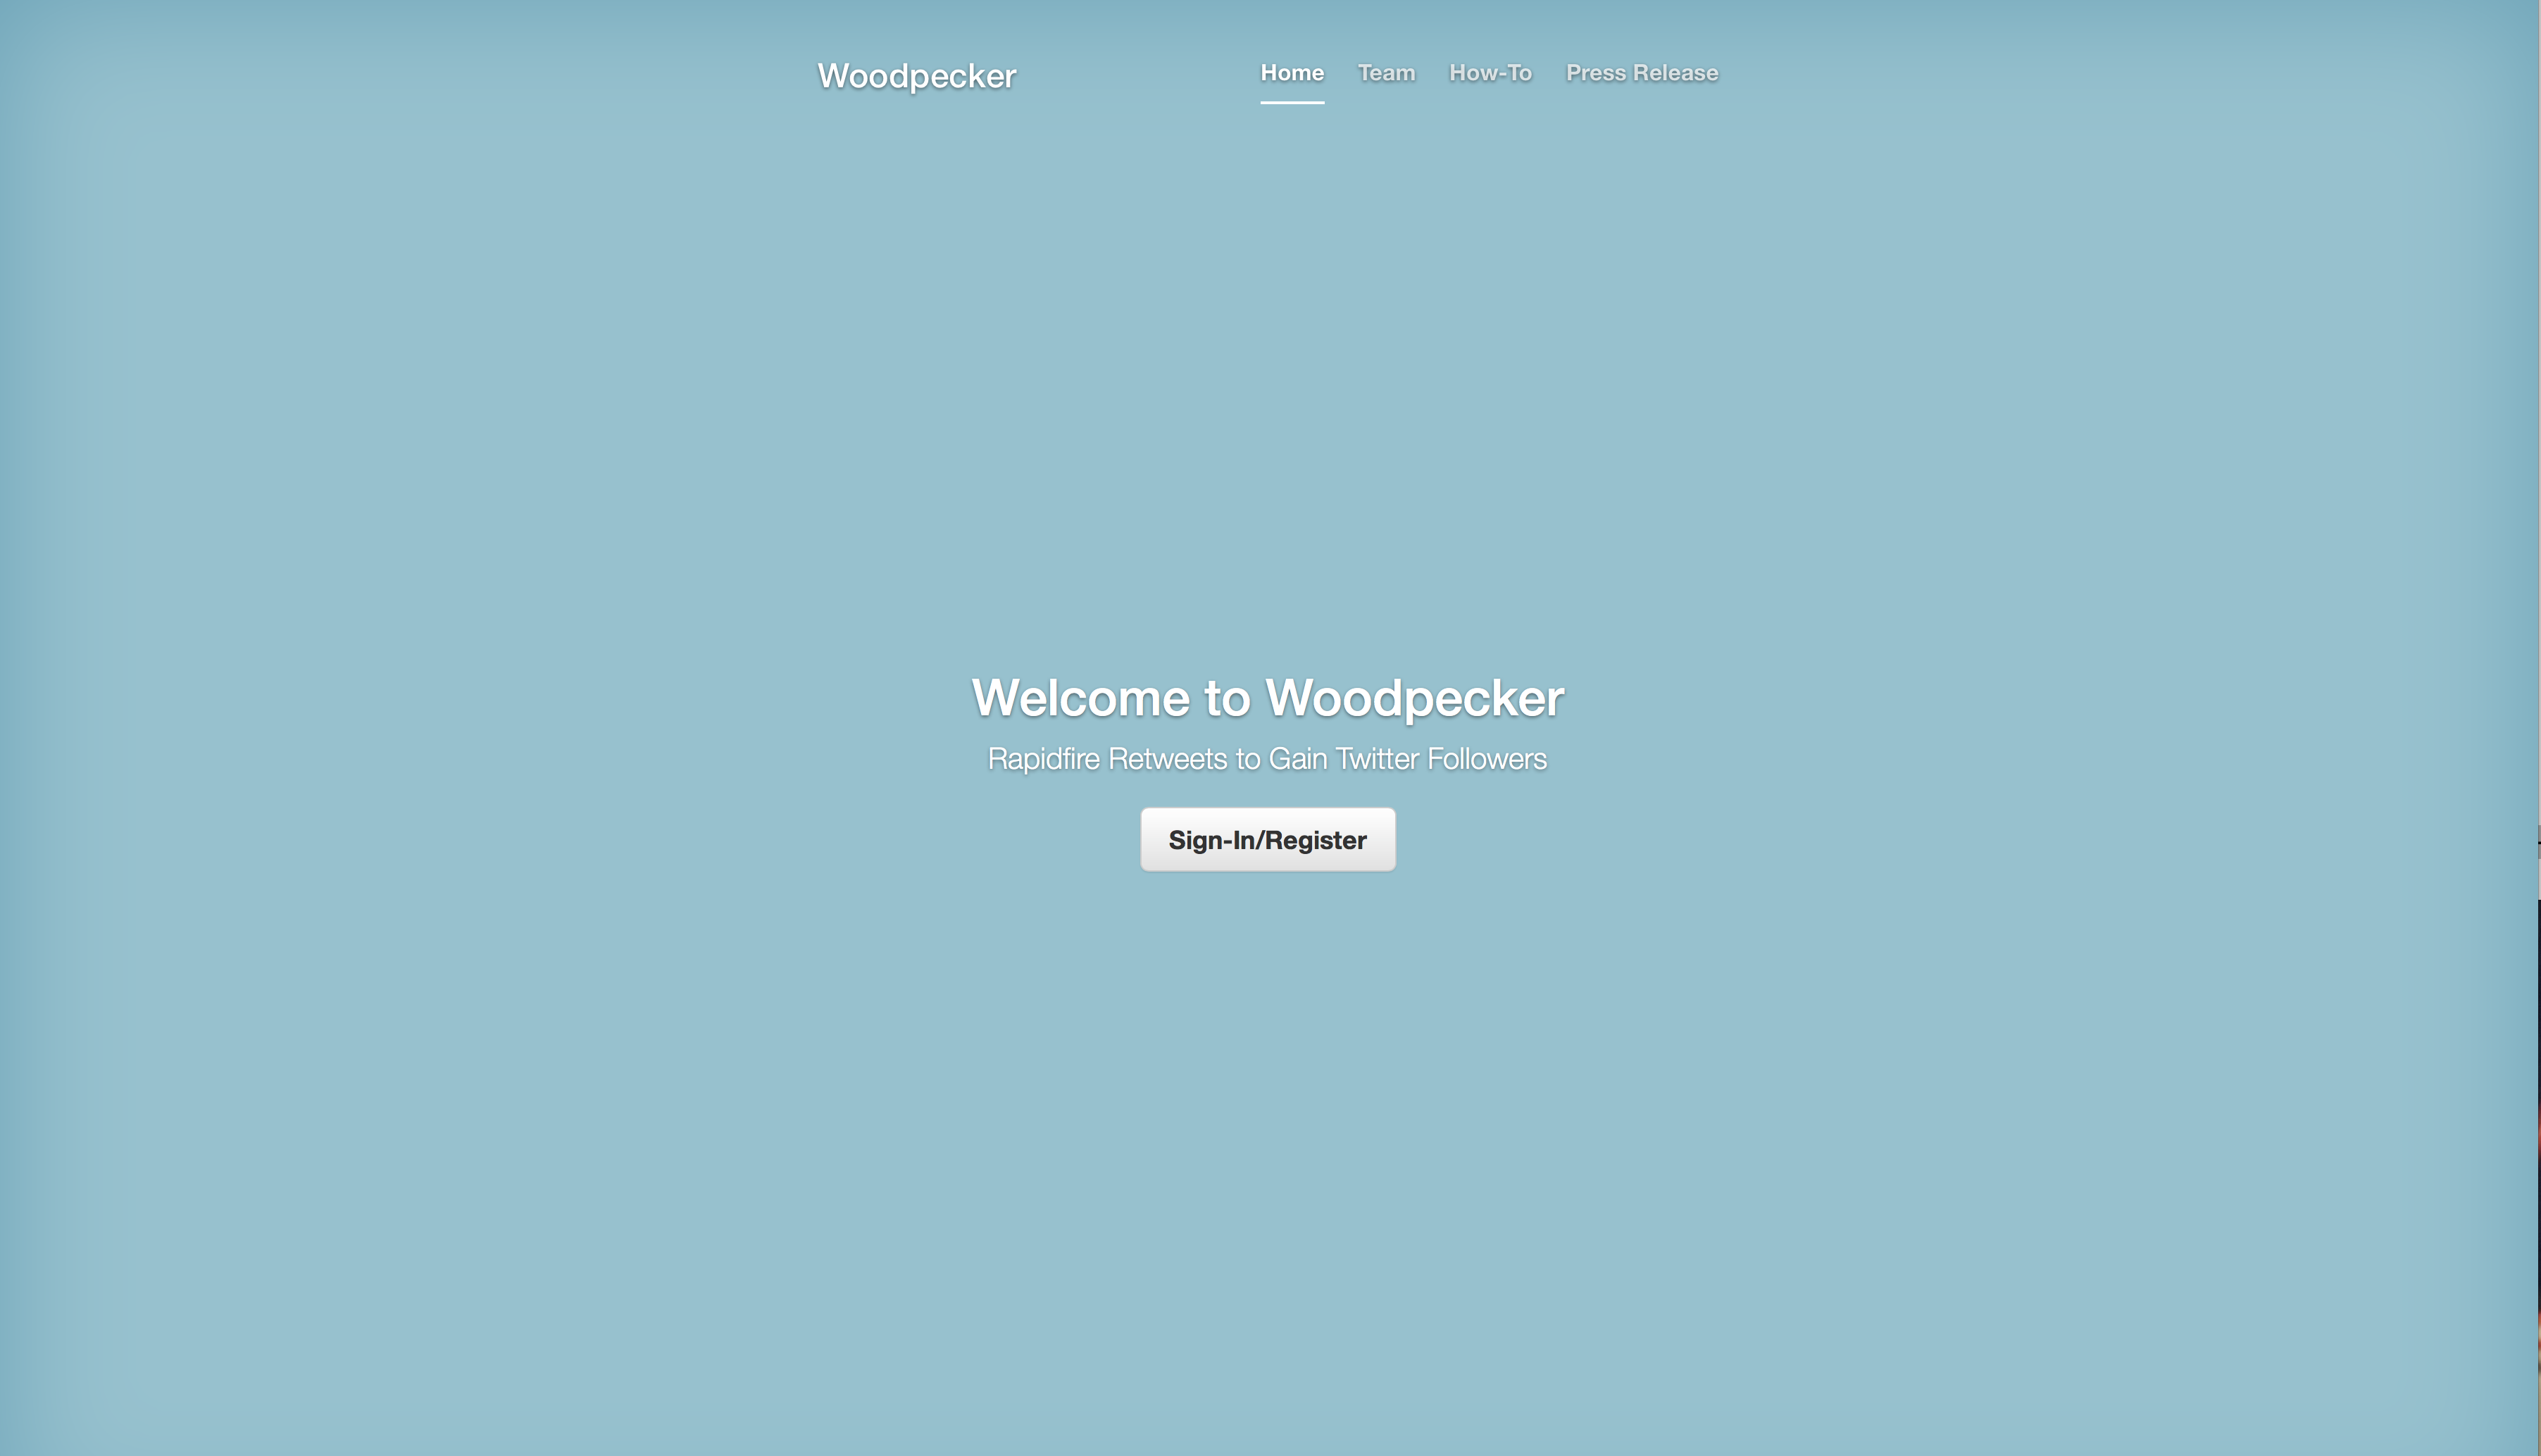 Woodpecker
Home Team How-To Press Release
Welcome to Woodpecker
Rapidfire Retweets to Gain Twitter Followers
Sign-In/Register